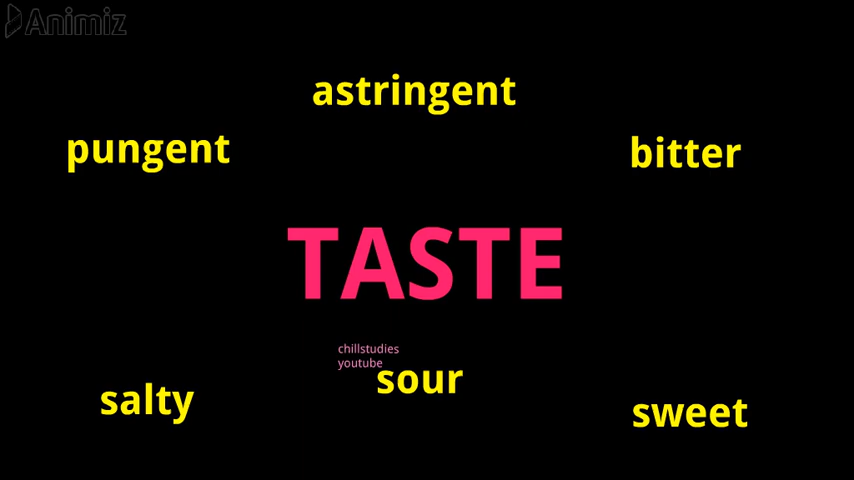 Animiz
astringent
pungent
bitter
TASTE
chillstudies
youtube
sour
salty
sweet